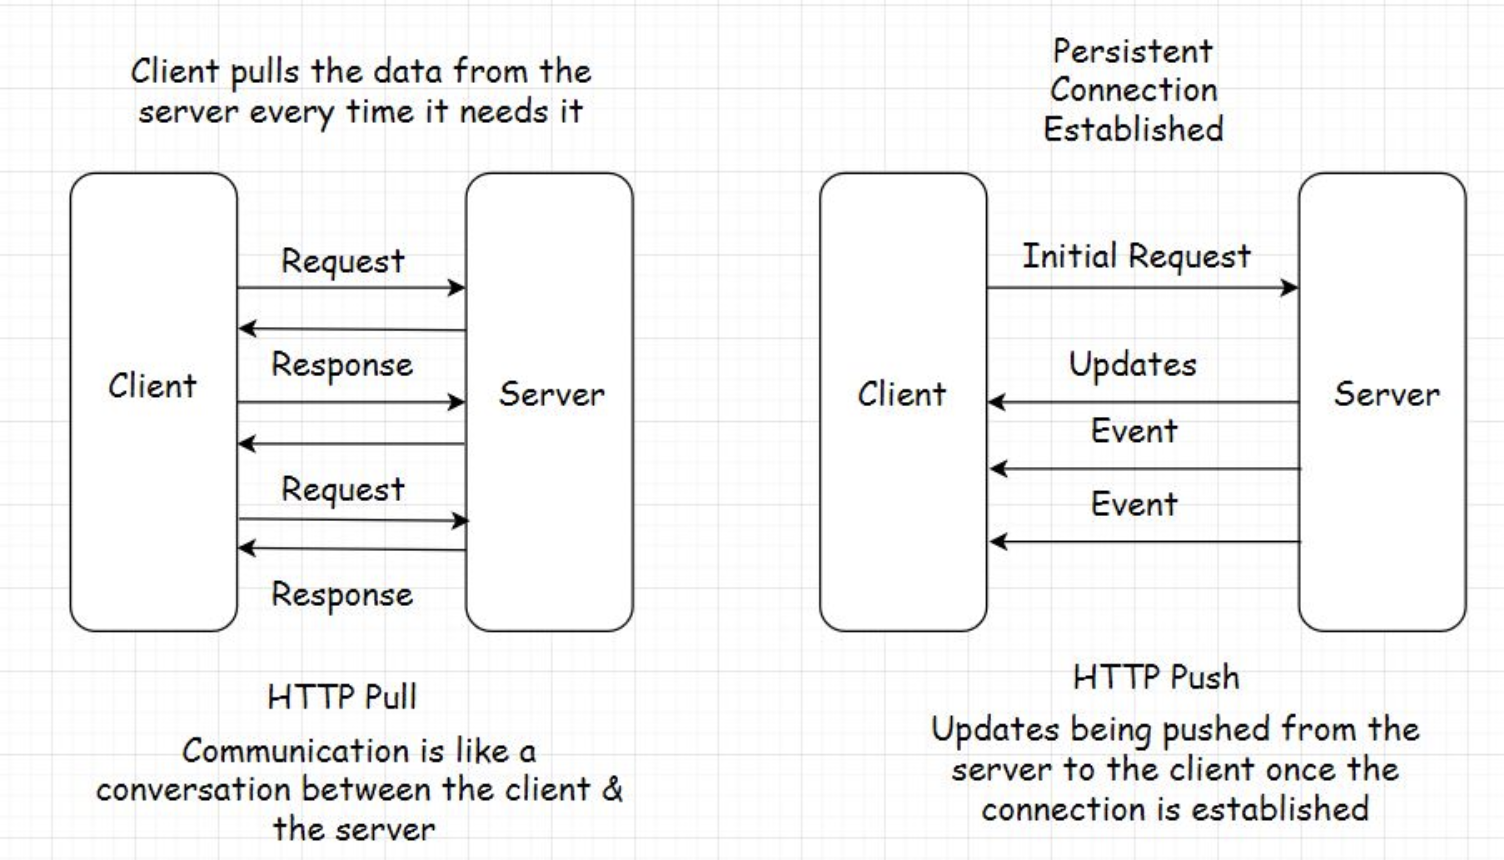 Client pulls the data from the
server every time it needs it
Request
Response
Client
Server
Request
Response
HTTP Pull
Communication is like a
conversation between the client &
the server
Persistent
Connection
Established
Initial Request
Updates
Client
Server
Event
Event
HTTP Push
Updates being pushed from the
server to the client once the
connection is established